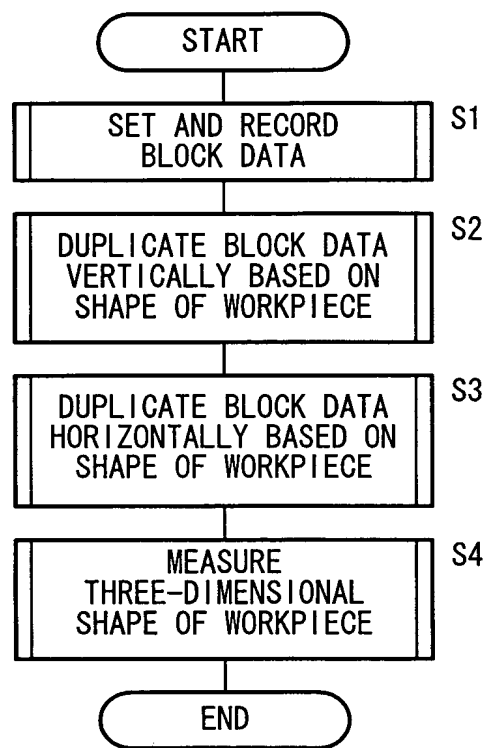 START
SET AND RECORD
BLOCK DATA
S1
DUPLICATE BLOCK DATA
VERTICALLY BASED ON
SHAPE OF WORKPIECE
S2
DUPLICATE BLOCK DATA
HORIZONTALLY BASED ON
SHAPE OF WORKPIECE
S3
MEASURE
THREE-DIMENSIONAL
SHAPE OF WORKPIECE
S4
END